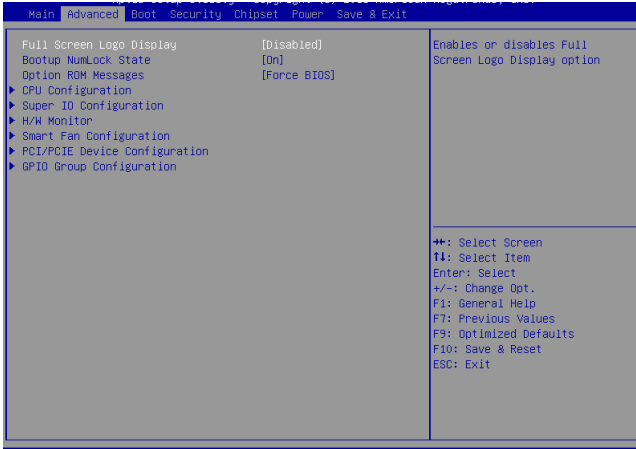 Main Advanced Boot Security Chipset Power Save & Exit
Full Screen Logo Display [Disabled]
Bootup NumLock State [On]
Option ROM Messages [Force BIOS]
CPU Configuration
Super IO Configuration
H/W Monitor
Smart Fan Configuration
PCI/PCIE Device Configuration
GPIO Group Configuration
Enables or disables Full
Screen Logo Display option
→←: Select Screen
↑↓: Select Item
Enter: Select
+/-: Change Opt.
F1: General Help
F7: Previous Values
F9: Optimized Defaults
F10: Save & Reset
ESC: Exit